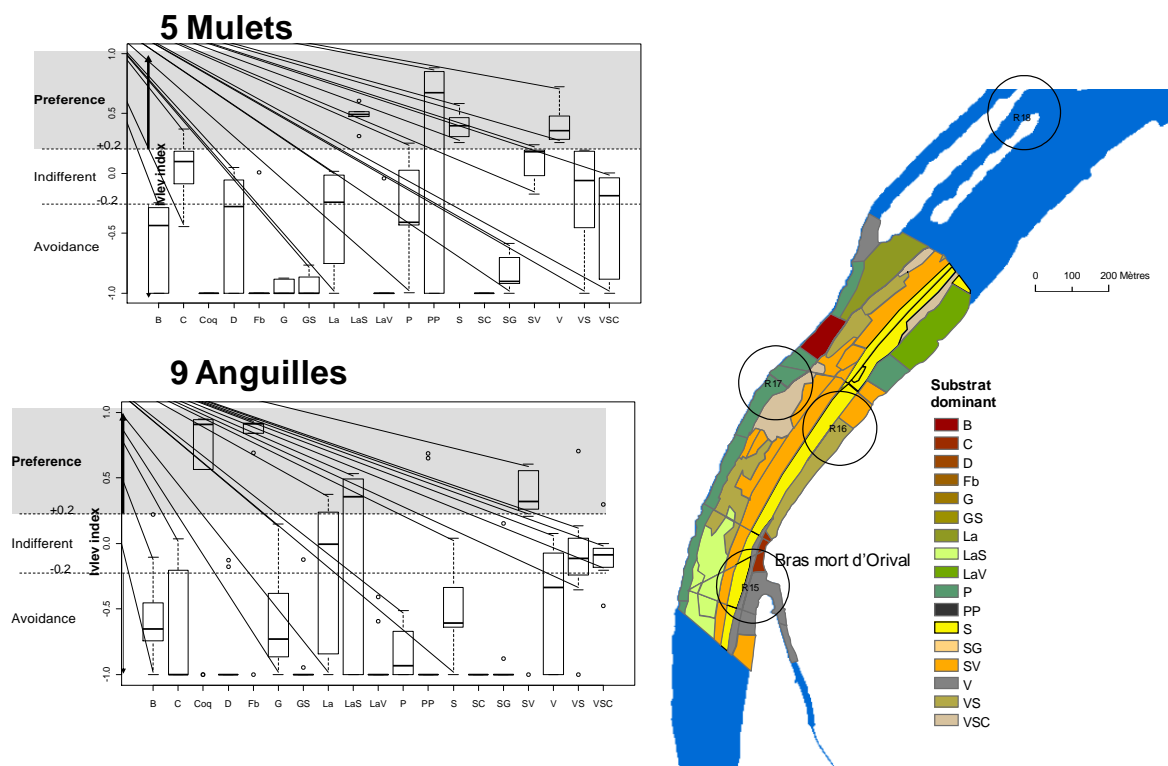 5 Mulets
1.0
Preference
0.5
+0.2
Indifferent
0.0
Ivlev index
-0.2
Avoidance
-0.5
-1.0
B C Coq D Fb G GS La LaS LaV P PP S SC SG SV V VS VSC
9 Anguilles
1.0
Preference
0.5
+0.2
Indifferent
0.0
Ivlev index
-0.2
Avoidance
-0.5
-1.0
B C Coq D Fb G GS La LaS LaV P PP S SC SG SV V VS VSC
R18
0 100 200 Mètres
R17
R16
Bras mort d'Orival
R15
Substrat
dominant
B
C
D
Fb
G
GS
La
LaS
LaV
P
PP
S
SG
SV
V
VS
VSC